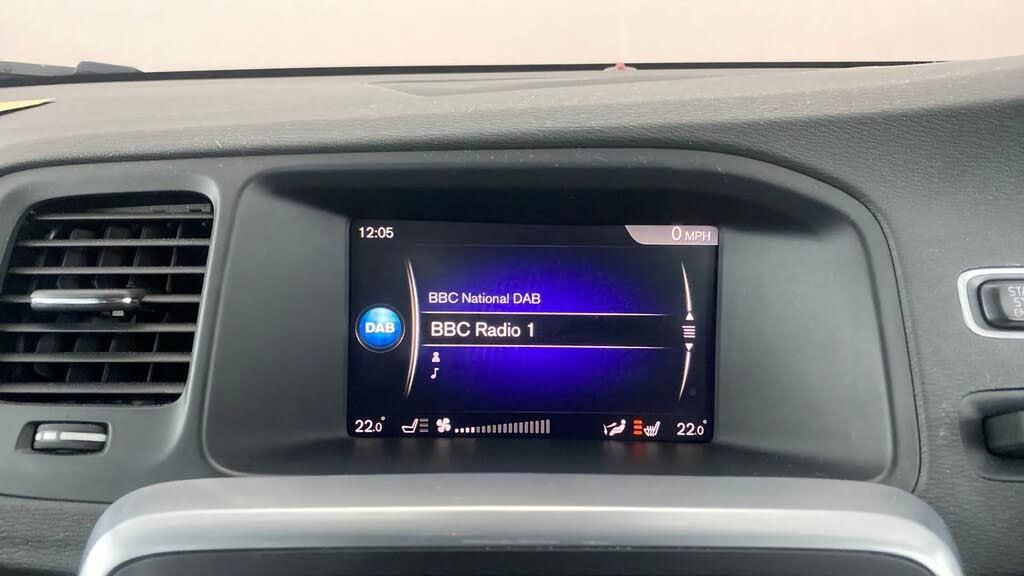 12:05
0 MPH
BBC National DAB
DAB
BBC Radio 1
22.0°
22.0°